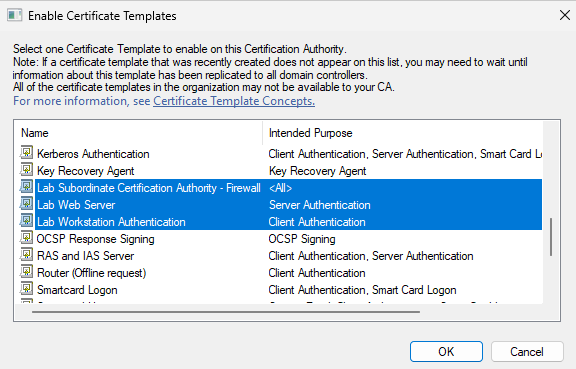 Enable Certificate Templates
Select one Certificate Template to enable on this Certification Authority.
Note: If a certificate template that was recently created does not appear on this list, you may need to wait until
information about this template has been replicated to all domain controllers.
All of the certificate templates in the organization may not be available to your CA.
For more information, see Certificate Template Concepts.
Name Intended Purpose
Kerberos Authentication Client Authentication, Server Authentication, Smart Card Lo
Key Recovery Agent Key Recovery Agent
Lab Subordinate Certification Authority - Firewall <All>
Lab Web Server Server Authentication
Lab Workstation Authentication Client Authentication
OCSP Response Signing OCSP Signing
RAS and IAS Server Client Authentication, Server Authentication
Router (Offline request) Client Authentication
Smartcard Logon Client Authentication, Smart Card Logon
OK Cancel